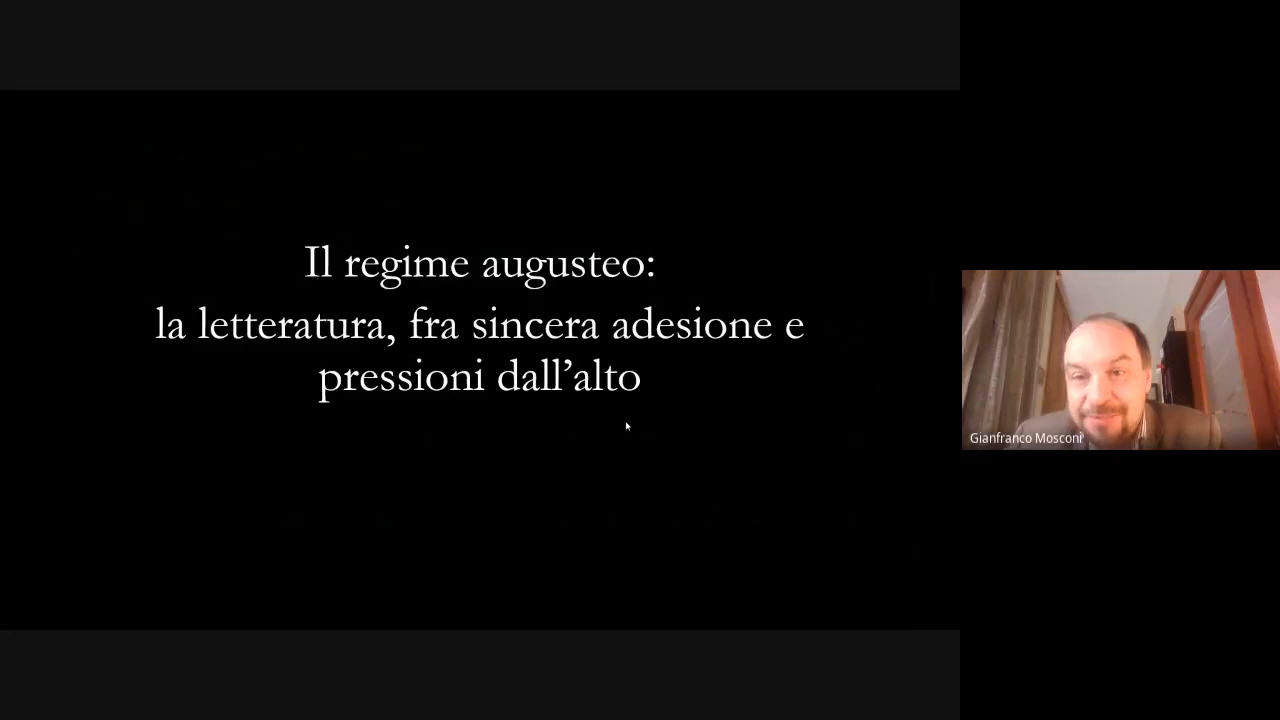 Il regime augusteo:
la letteratura, fra sincera adesione e
pressioni dall’alto
Gianfranco Mosconi